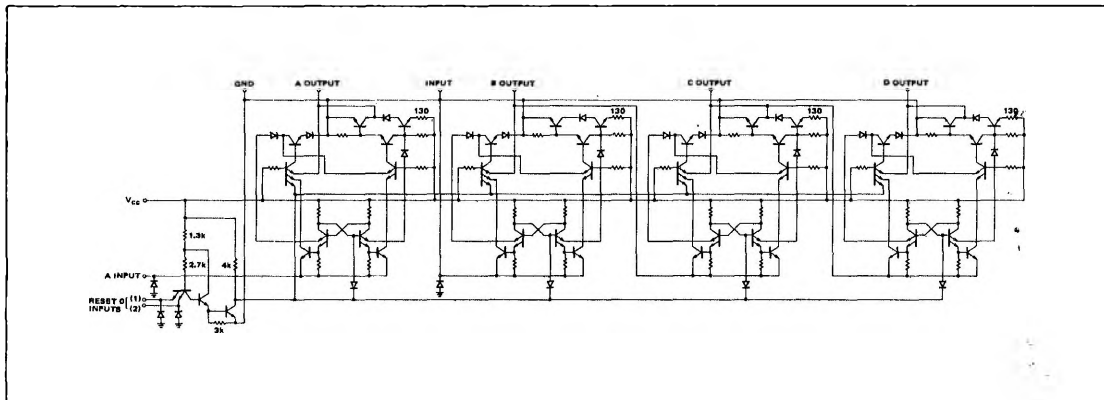 GND A OUTPUT INPUT B OUTPUT C OUTPUT D OUTPUT
130 130 130 130
VCC
1.3k
2.7k 4k
A INPUT
RESET 0 (1)
INPUTS (2)
3k
4